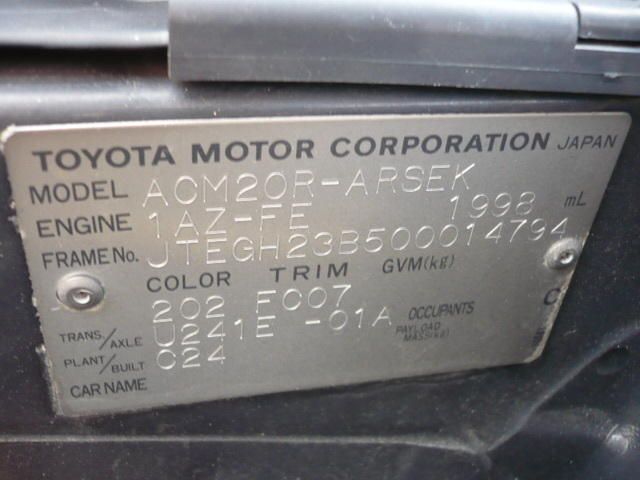 TOYOTA MOTOR CORPORATION JAPAN
MODEL ACM20R-ARSEK
ENGINE 1AZ-FE 1998 mL
FRAME No. JTEGH23B500014794
COLOR TRIM GVM(kg)
202 FC07
TRANS/AXLE U241E -01A OCCUPANTS
PLANT/BUILT C24 PAYLOAD MASS(kg)
CAR NAME